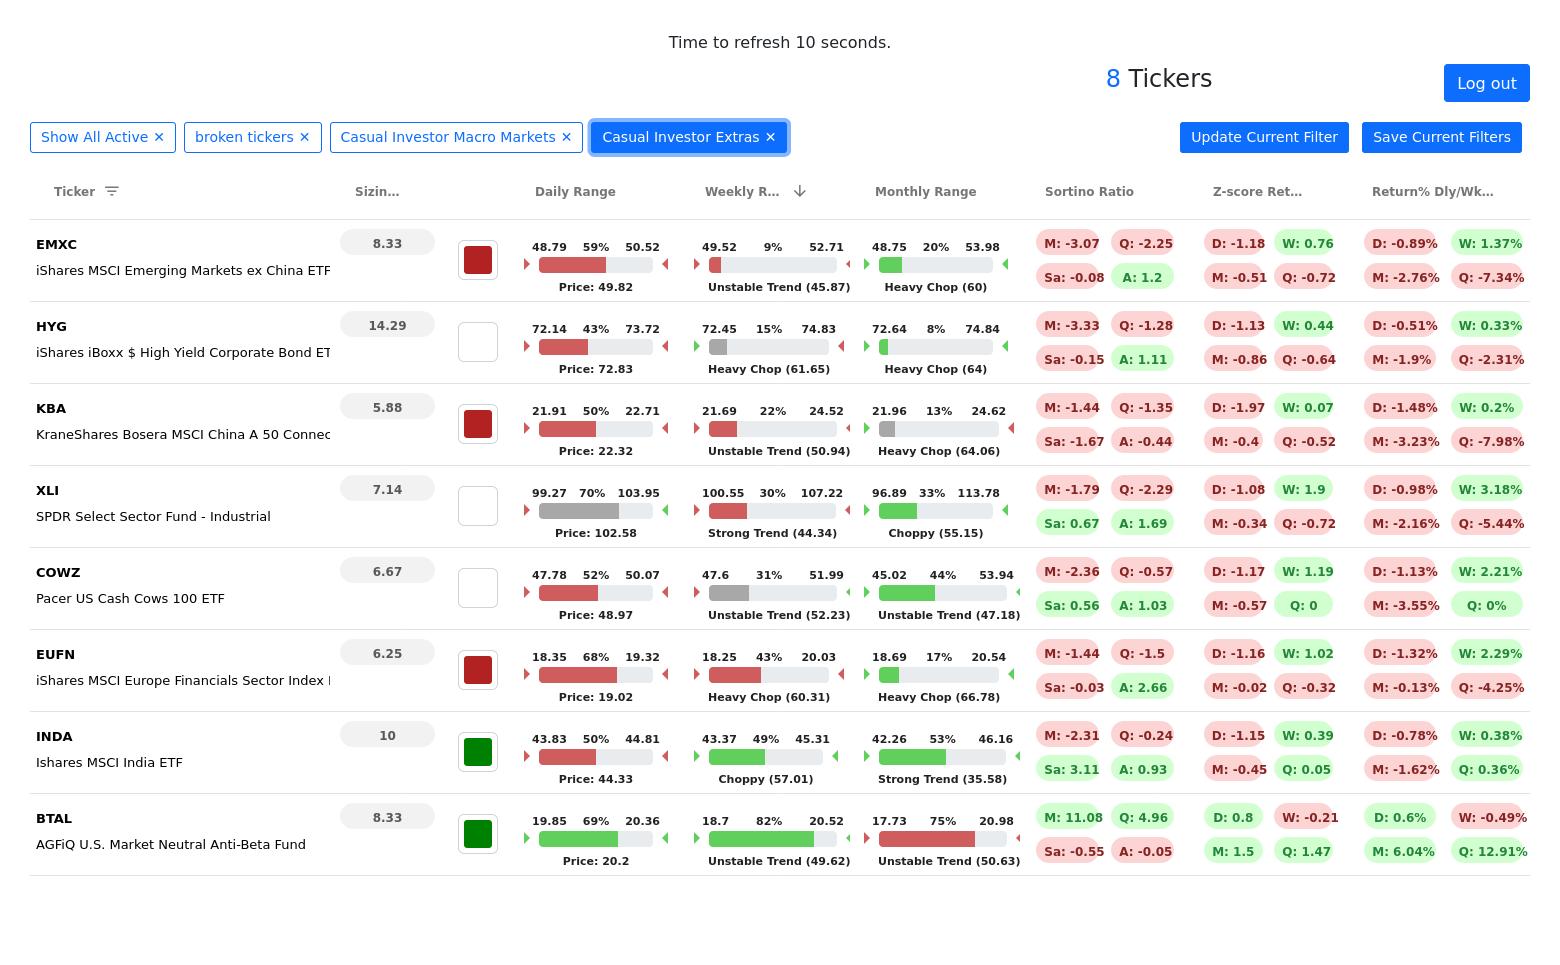 Time to refresh 10 seconds.
8 Tickers
Log out
Show All Active ✕ broken tickers ✕ Casual Investor Macro Markets ✕ Casual Investor Extras ✕ Update Current Filter Save Current Filters
Ticker Sizin... Daily Range Weekly R... Monthly Range Sortino Ratio Z-score Ret... Return% Dly/Wk...
EMXC 8.33 48.79 59% 50.52 49.52 9% 52.71 48.75 20% 53.98 M: -3.07 Q: -2.25 D: -1.18 W: 0.76 D: -0.89% W: 1.37%
iShares MSCI Emerging Markets ex China ETF Sa: -0.08 A: 1.2 M: -0.51 Q: -0.72 M: -2.76% Q: -7.34%
Price: 49.82 Unstable Trend (45.87) Heavy Chop (60)
HYG 14.29 72.14 43% 73.72 72.45 15% 74.83 72.64 8% 74.84 M: -3.33 Q: -1.28 D: -1.13 W: 0.44 D: -0.51% W: 0.33%
iShares iBoxx $ High Yield Corporate Bond ET Sa: -0.15 A: 1.11 M: -0.86 Q: -0.64 M: -1.9% Q: -2.31%
Price: 72.83 Heavy Chop (61.65) Heavy Chop (64)
KBA 5.88 21.91 50% 22.71 21.69 22% 24.52 21.96 13% 24.62 M: -1.44 Q: -1.35 D: -1.97 W: 0.07 D: -1.48% W: 0.2%
KraneShares Bosera MSCI China A 50 Connec Sa: -1.67 A: -0.44 M: -0.4 Q: -0.52 M: -3.23% Q: -7.98%
Price: 22.32 Unstable Trend (50.94) Heavy Chop (64.06)
XLI 7.14 99.27 70% 103.95 100.55 30% 107.22 96.89 33% 113.78 M: -1.79 Q: -2.29 D: -1.08 W: 1.9 D: -0.98% W: 3.18%
SPDR Select Sector Fund - Industrial Sa: 0.67 A: 1.69 M: -0.34 Q: -0.72 M: -2.16% Q: -5.44%
Price: 102.58 Strong Trend (44.34) Choppy (55.15)
COWZ 6.67 47.78 52% 50.07 47.6 31% 51.99 45.02 44% 53.94 M: -2.36 Q: -0.57 D: -1.17 W: 1.19 D: -1.13% W: 2.21%
Pacer US Cash Cows 100 ETF Sa: 0.56 A: 1.03 M: -0.57 Q: 0 M: -3.55% Q: 0%
Price: 48.97 Unstable Trend (52.23) Unstable Trend (47.18)
EUFN 6.25 18.35 68% 19.32 18.25 43% 20.03 18.69 17% 20.54 M: -1.44 Q: -1.5 D: -1.16 W: 1.02 D: -1.32% W: 2.29%
iShares MSCI Europe Financials Sector Index Sa: -0.03 A: 2.66 M: -0.02 Q: -0.32 M: -0.13% Q: -4.25%
Price: 19.02 Heavy Chop (60.31) Heavy Chop (66.78)
INDA 10 43.83 50% 44.81 43.37 49% 45.31 42.26 53% 46.16 M: -2.31 Q: -0.24 D: -1.15 W: 0.39 D: -0.78% W: 0.38%
Ishares MSCI India ETF Sa: 3.11 A: 0.93 M: -0.45 Q: 0.05 M: -1.62% Q: 0.36%
Price: 44.33 Choppy (57.01) Strong Trend (35.58)
BTAL 8.33 19.85 69% 20.36 18.7 82% 20.52 17.73 75% 20.98 M: 11.08 Q: 4.96 D: 0.8 W: -0.21 D: 0.6% W: -0.49%
AGFiQ U.S. Market Neutral Anti-Beta Fund Sa: -0.55 A: -0.05 M: 1.5 Q: 1.47 M: 6.04% Q: 12.91%
Price: 20.2 Unstable Trend (49.62) Unstable Trend (50.63)